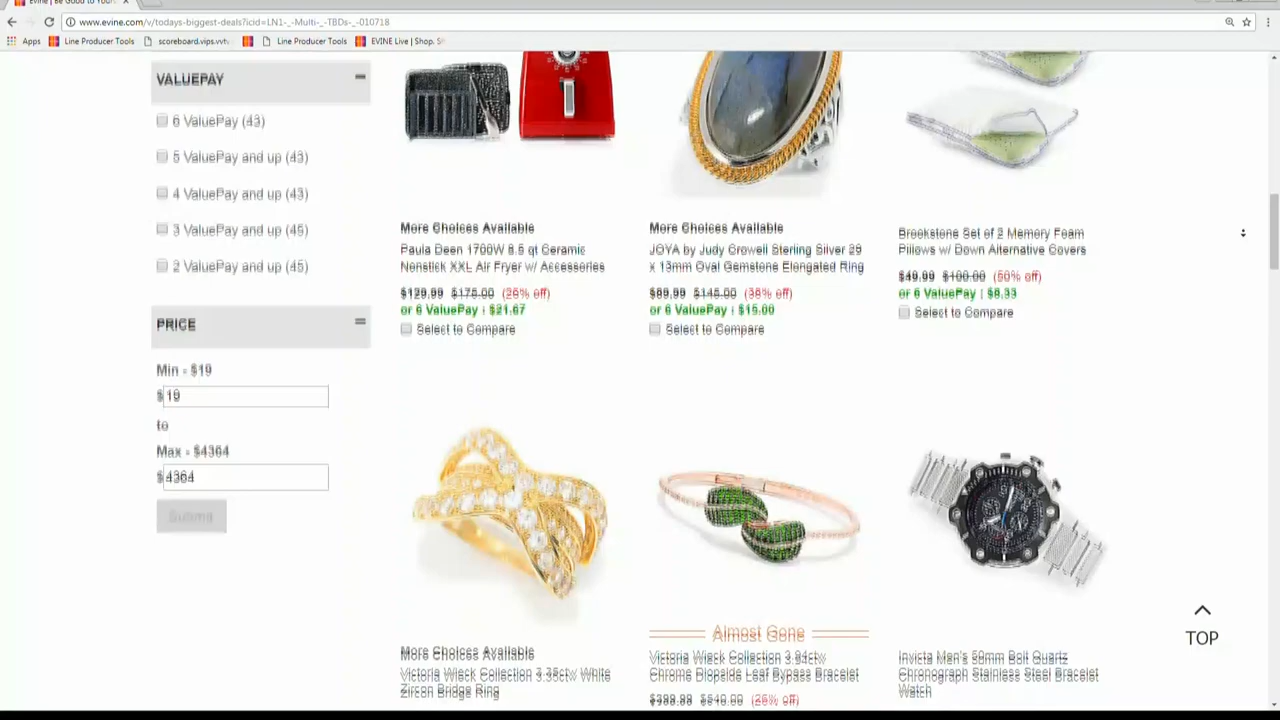 Evine | Be Good to Yours
www.evine.com/v/todays-biggest-deals?icid=LN1-_-Multi-_-TBDs-_-010718
Apps Line Producer Tools scoreboard.vips.vvtv Line Producer Tools EVINE Live | Shop. S
VALUEPAY
6 ValuePay (43)
5 ValuePay and up (43)
4 ValuePay and up (43)
3 ValuePay and up (45)
2 ValuePay and up (45)
PRICE
Min - $19
$ 19
to
Max - $4364
$ 4364
Submit
More Choices Available
Paula Deen 1700W 8.5 qt Ceramic
Nonstick XXL Air Fryer w/ Accessories
$129.99 $175.00 (26% off)
or 6 ValuePay : $21.67
Select to Compare
More Choices Available
JOYA by Judy Crowell Sterling Silver 29
x 13mm Oval Gemstone Elongated Ring
$89.99 $145.00 (38% off)
or 6 ValuePay : $15.00
Select to Compare
Brookstone Set of 2 Memory Foam
Pillows w/ Down Alternative Covers
$49.99 $100.00 (50% off)
or 6 ValuePay : $8.33
Select to Compare
More Choices Available
Victoria Wieck Collection 3.35ctw White
Zircon Bridge Ring
Almost Gone
Victoria Wieck Collection 3.94ctw
Chrome Diopside Leaf Bypass Bracelet
$399.99 $540.00 (26% off)
Invicta Men's 50mm Bolt Quartz
Chronograph Stainless Steel Bracelet
Watch
TOP